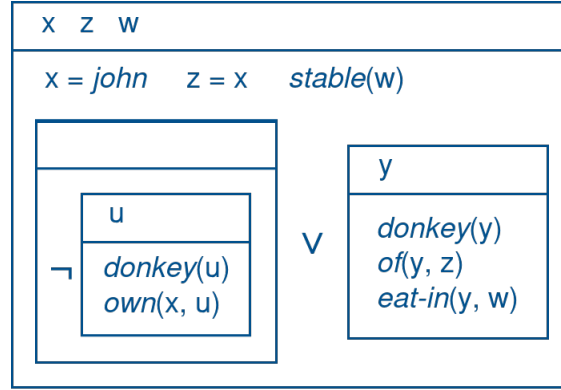 x z w
x = john z = x stable(w)
y
u
donkey(y)
¬ donkey(u) ∨ of(y, z)
own(x, u) eat-in(y, w)